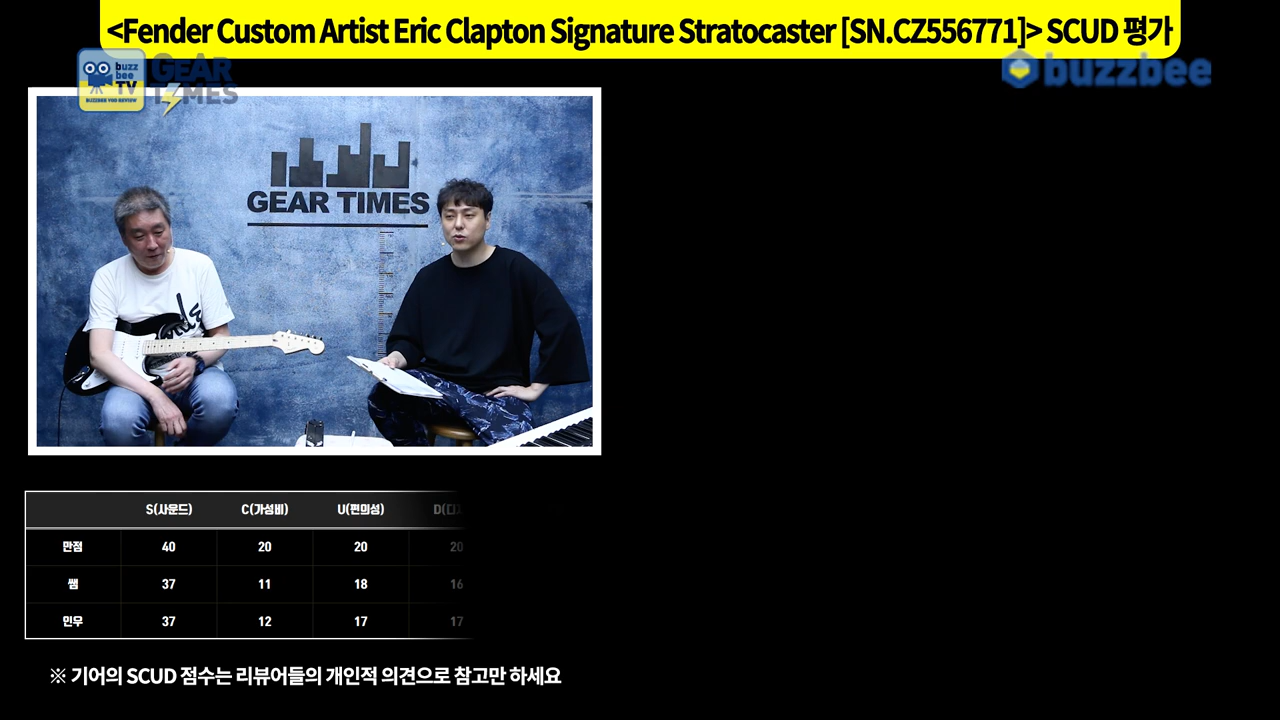 <Fender Custom Artist Eric Clapton Signature Stratocaster [SN.CZ556771]> SCUD 평가
buzz bee TV
BUZZBEE VOD REVIEW
GEAR TIMES
buzzbee
GEAR TIMES
S(사운드) C(가성비) U(편의성)
만점 40 20 20 20
쌤 37 11 18 16
민우 37 12 17 17
※ 기어의 SCUD 점수는 리뷰어들의 개인적 의견으로 참고만 하세요